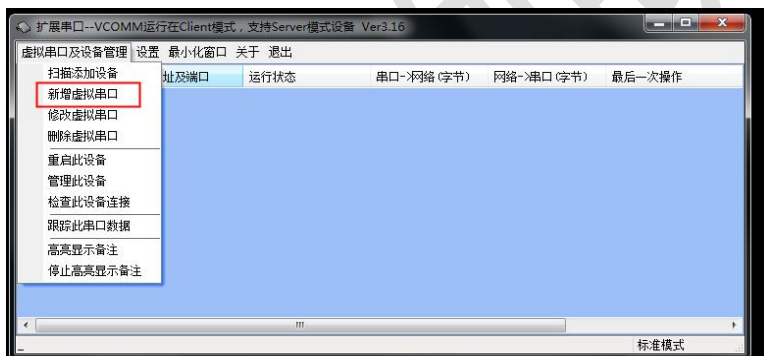 扩展串口--VCOMM运行在Client模式，支持Server模式设备 Ver3.16
虚拟串口及设备管理 设置 最小化窗口 关于 退出
扫描添加设备
址及端口 运行状态 串口->网络(字节) 网络->串口(字节) 最后一次操作
新增虚拟串口
修改虚拟串口
删除虚拟串口
重启此设备
管理此设备
检查此设备连接
跟踪此串口数据
高亮显示备注
停止高亮显示备注
标准模式